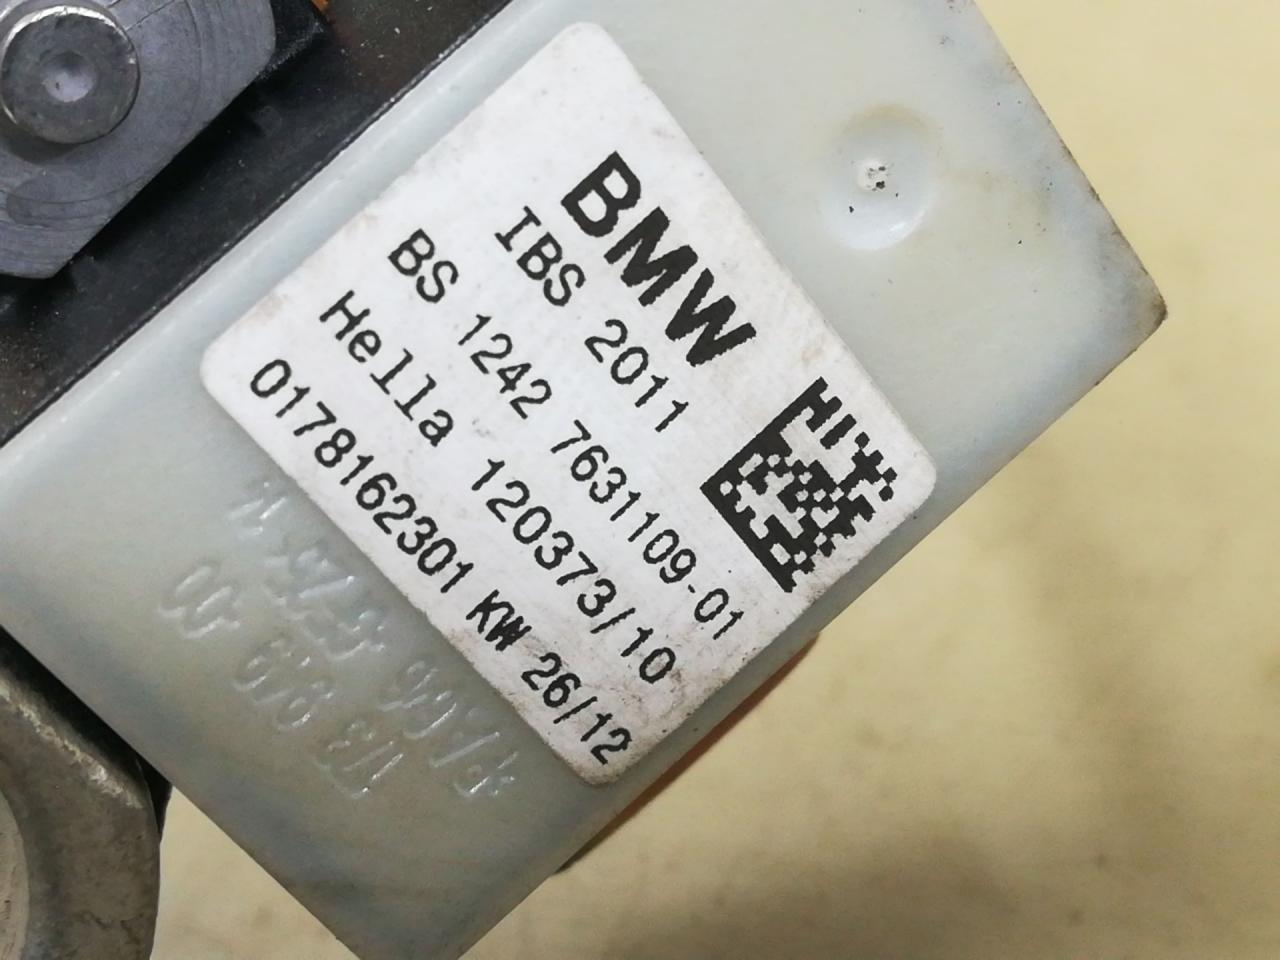 BMW
IBS 2011
BS 1242 7631109-01
Hella 120373/10
0178162301 KW 26/12